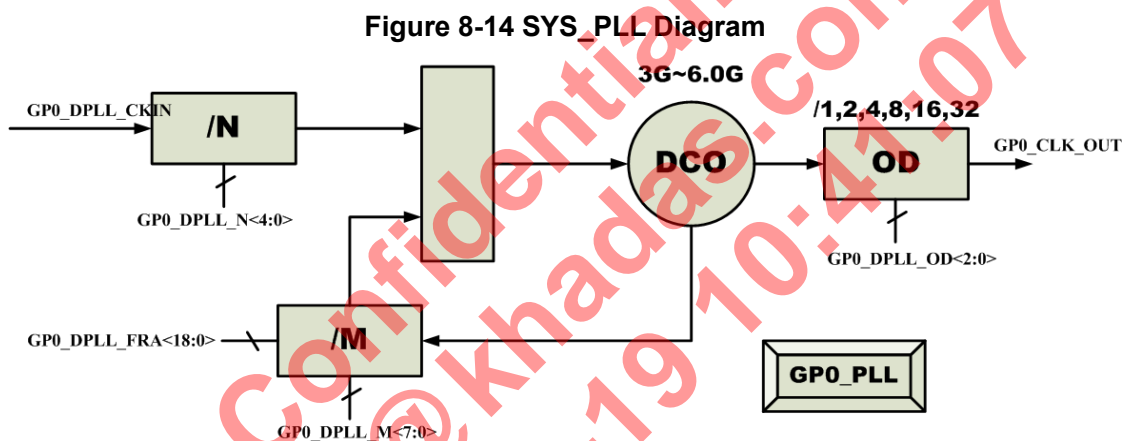 Figure 8-14 SYS_PLL Diagram
3G~6.0G
GP0_DPLL_CKIN
/N
/1,2,4,8,16,32
DCO
OD
GP0_CLK_OUT
GP0_DPLL_N<4:0>
GP0_DPLL_OD<2:0>
GP0_DPLL_FRA<18:0>
/M
GP0_PLL
GP0_DPLL_M<7:0>
Confidential
@khadas.com
19 10:41:07